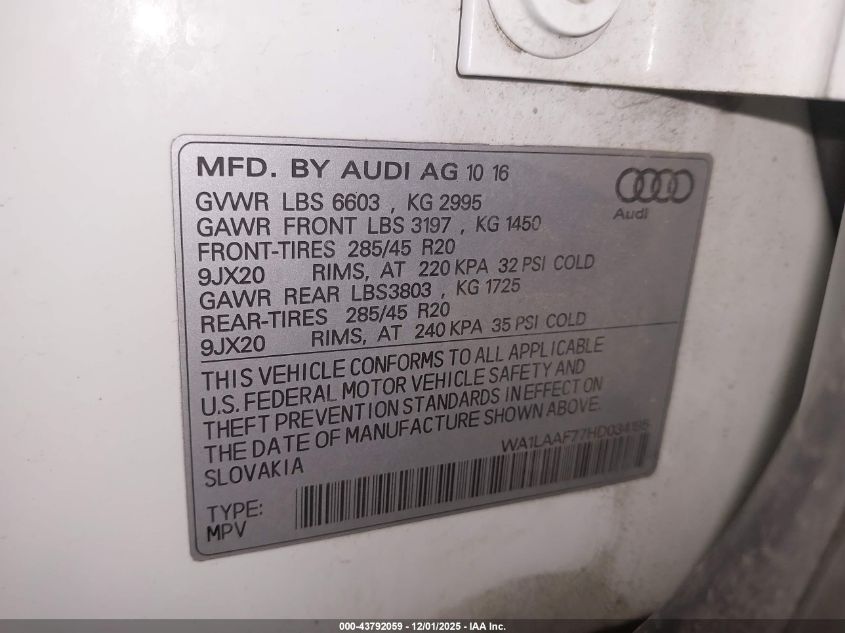 MFD. BY AUDI AG 10 16
GVWR LBS 6603 , KG 2995
GAWR FRONT LBS 3197 , KG 1450
FRONT-TIRES 285/45 R20
9JX20 RIMS, AT 220 KPA 32 PSI COLD
GAWR REAR LBS3803 , KG 1725
REAR-TIRES 285/45 R20
9JX20 RIMS, AT 240 KPA 35 PSI COLD
Audi
THIS VEHICLE CONFORMS TO ALL APPLICABLE
U.S. FEDERAL MOTOR VEHICLE SAFETY AND
THEFT PREVENTION STANDARDS IN EFFECT ON
THE DATE OF MANUFACTURE SHOWN ABOVE.
SLOVAKIA
TYPE:
MPV
000-43792059 - 12/01/2025 - IAA Inc.